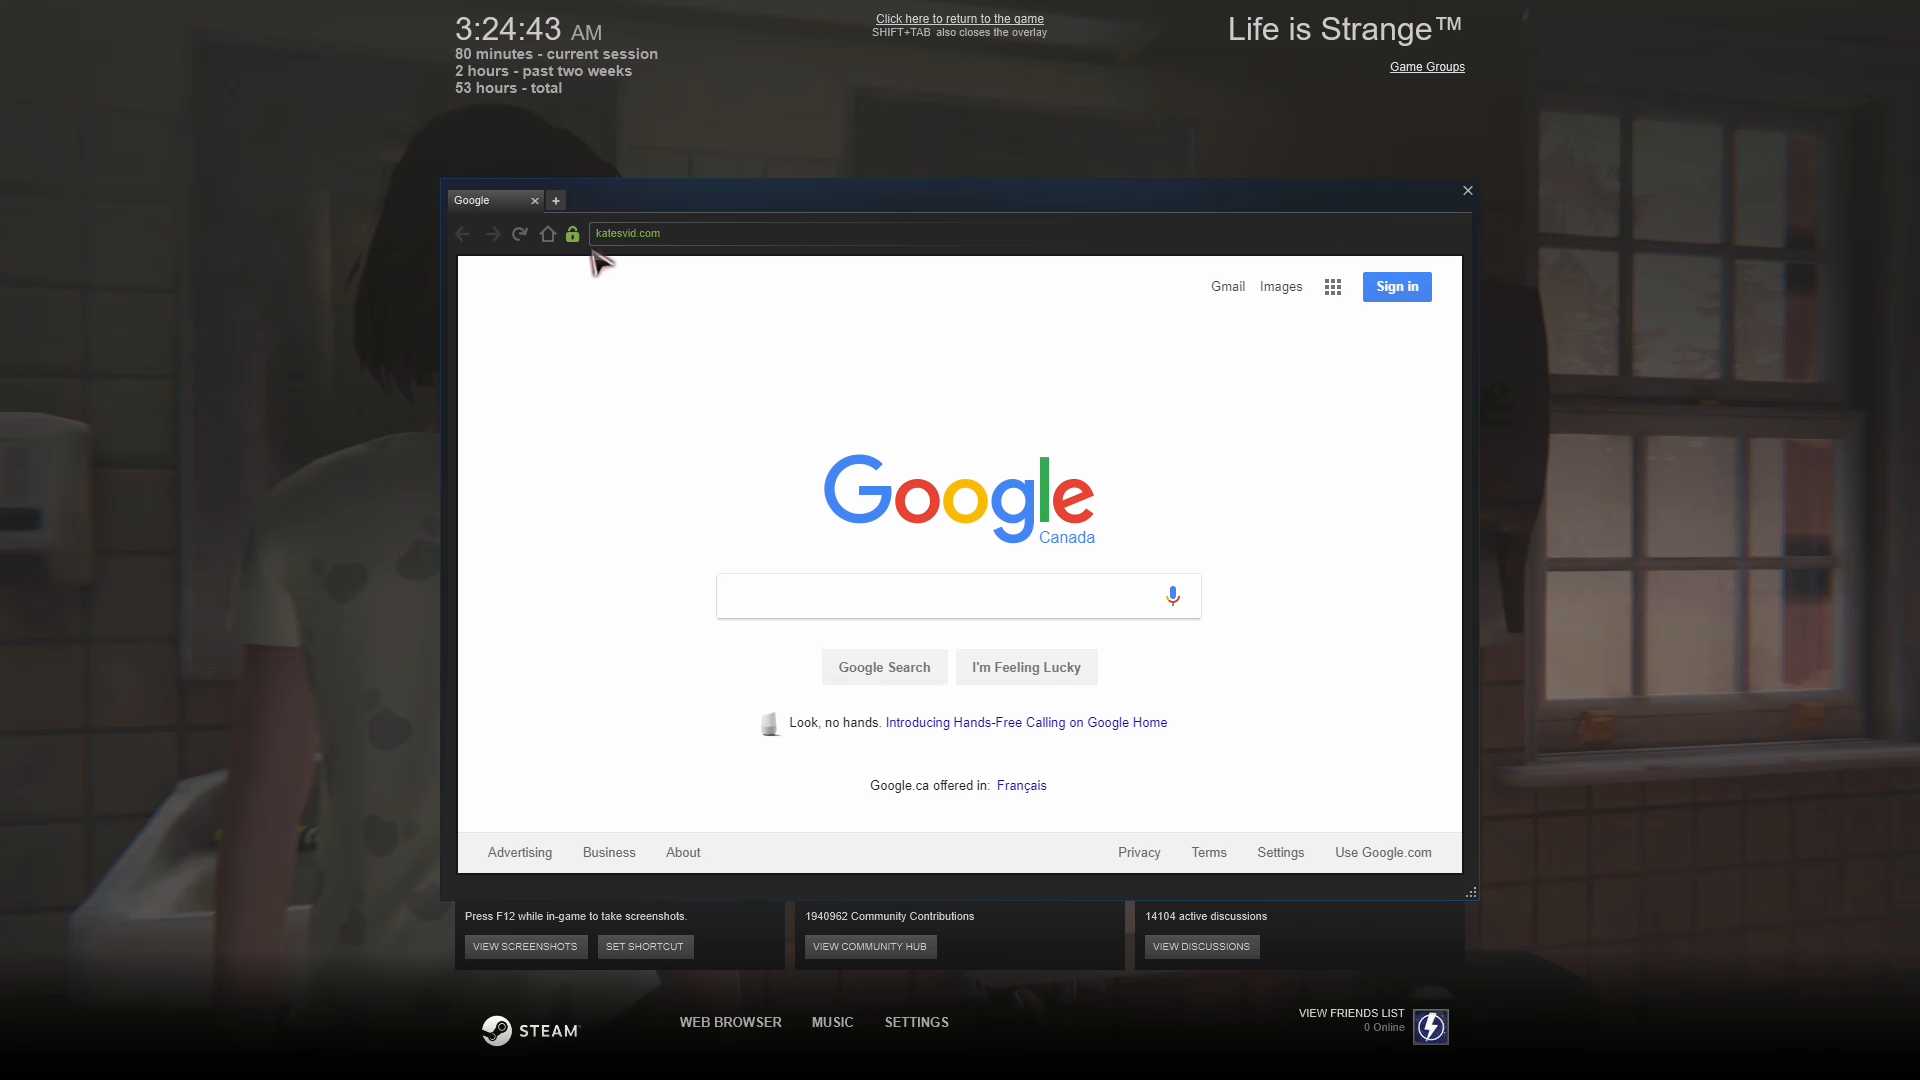 3:24:43 AM
80 minutes - current session
2 hours - past two weeks
53 hours - total
Click here to return to the game
SHIFT+TAB also closes the overlay
Life is Strange™
Game Groups
Google
katesvid.com
Gmail Images Sign in
Google
Canada
Google Search I'm Feeling Lucky
Look, no hands. Introducing Hands-Free Calling on Google Home
Google.ca offered in: Français
Advertising Business About Privacy Terms Settings Use Google.com
Press F12 while in-game to take screenshots.
VIEW SCREENSHOTS SET SHORTCUT
1940962 Community Contributions
VIEW COMMUNITY HUB
14104 active discussions
VIEW DISCUSSIONS
STEAM
WEB BROWSER MUSIC SETTINGS
VIEW FRIENDS LIST
0 Online